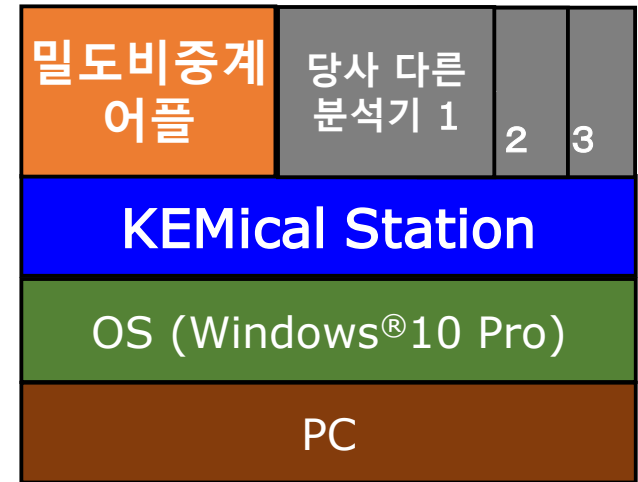 밀도비중계
어플
당사 다른
분석기 1
2
3
KEMical Station
OS (Windows®10 Pro)
PC